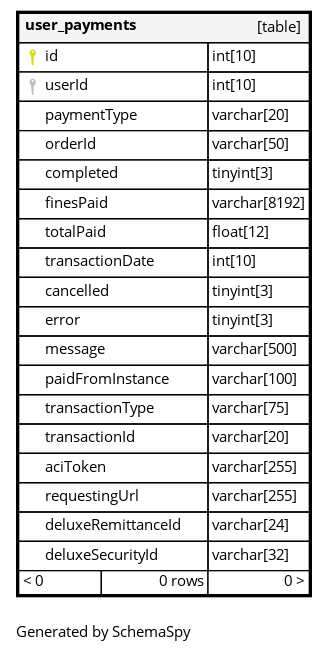 user_payments [table]
id int[10]
userId int[10]
paymentType varchar[20]
orderId varchar[50]
completed tinyint[3]
finesPaid varchar[8192]
totalPaid float[12]
transactionDate int[10]
cancelled tinyint[3]
error tinyint[3]
message varchar[500]
paidFromInstance varchar[100]
transactionType varchar[75]
transactionId varchar[20]
aciToken varchar[255]
requestingUrl varchar[255]
deluxeRemittanceId varchar[24]
deluxeSecurityId varchar[32]
< 0 0 rows 0 >
Generated by SchemaSpy